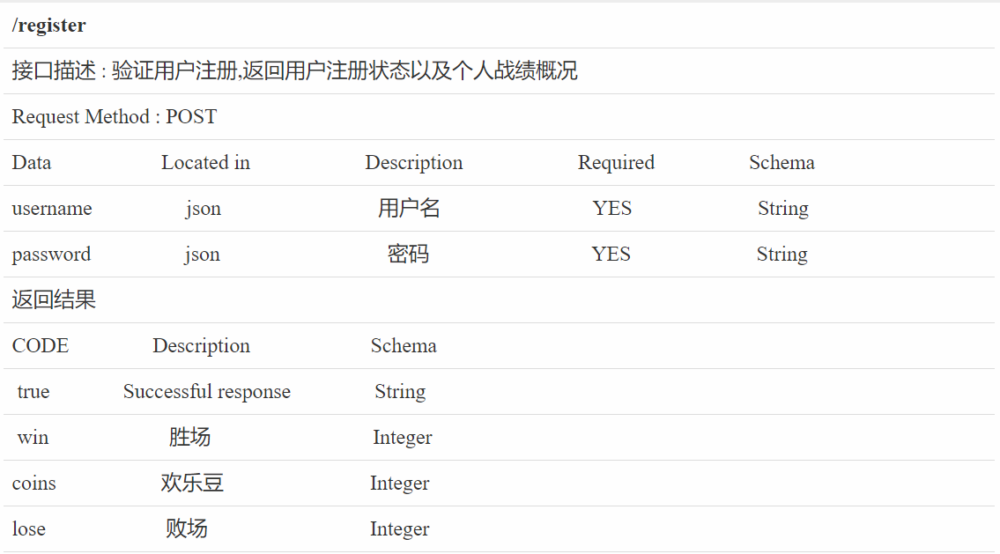 /register
接口描述 : 验证用户注册,返回用户注册状态以及个人战绩概况
Request Method : POST
Data Located in Description Required Schema
username json 用户名 YES String
password json 密码 YES String
返回结果
CODE Description Schema
true Successful response String
win 胜场 Integer
coins 欢乐豆 Integer
lose 败场 Integer